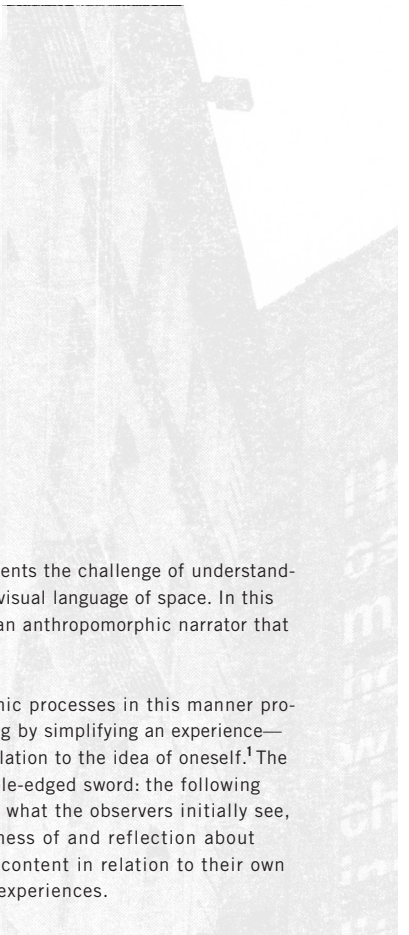 ents the challenge of understand-
visual language of space. In this
an anthropomorphic narrator that
nic processes in this manner pro-
g by simplifying an experience—
lation to the idea of oneself.¹ The
le-edged sword: the following
what the observers initially see,
ness of and reflection about
content in relation to their own
experiences.